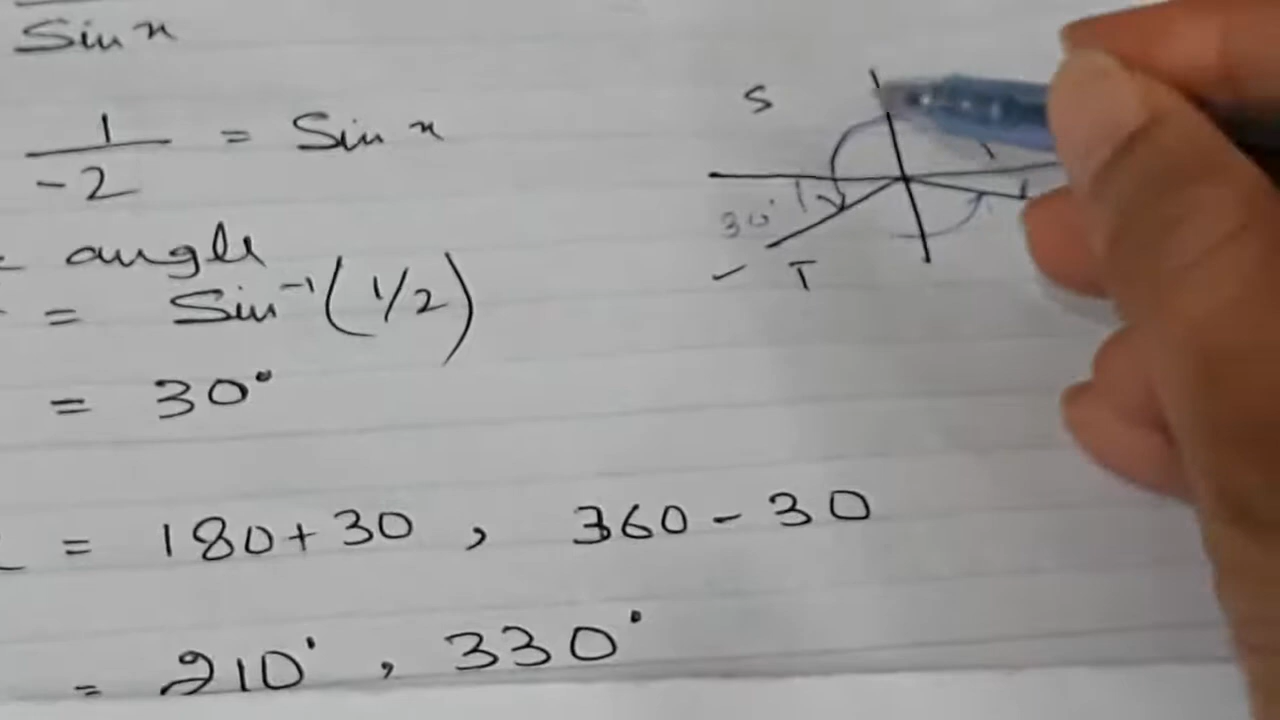 Sin x
1/-2 = Sin x
angle
= Sin⁻¹(1/2)
= 30°
= 180+30 , 360-30
= 210° , 330°
S
30°
- T